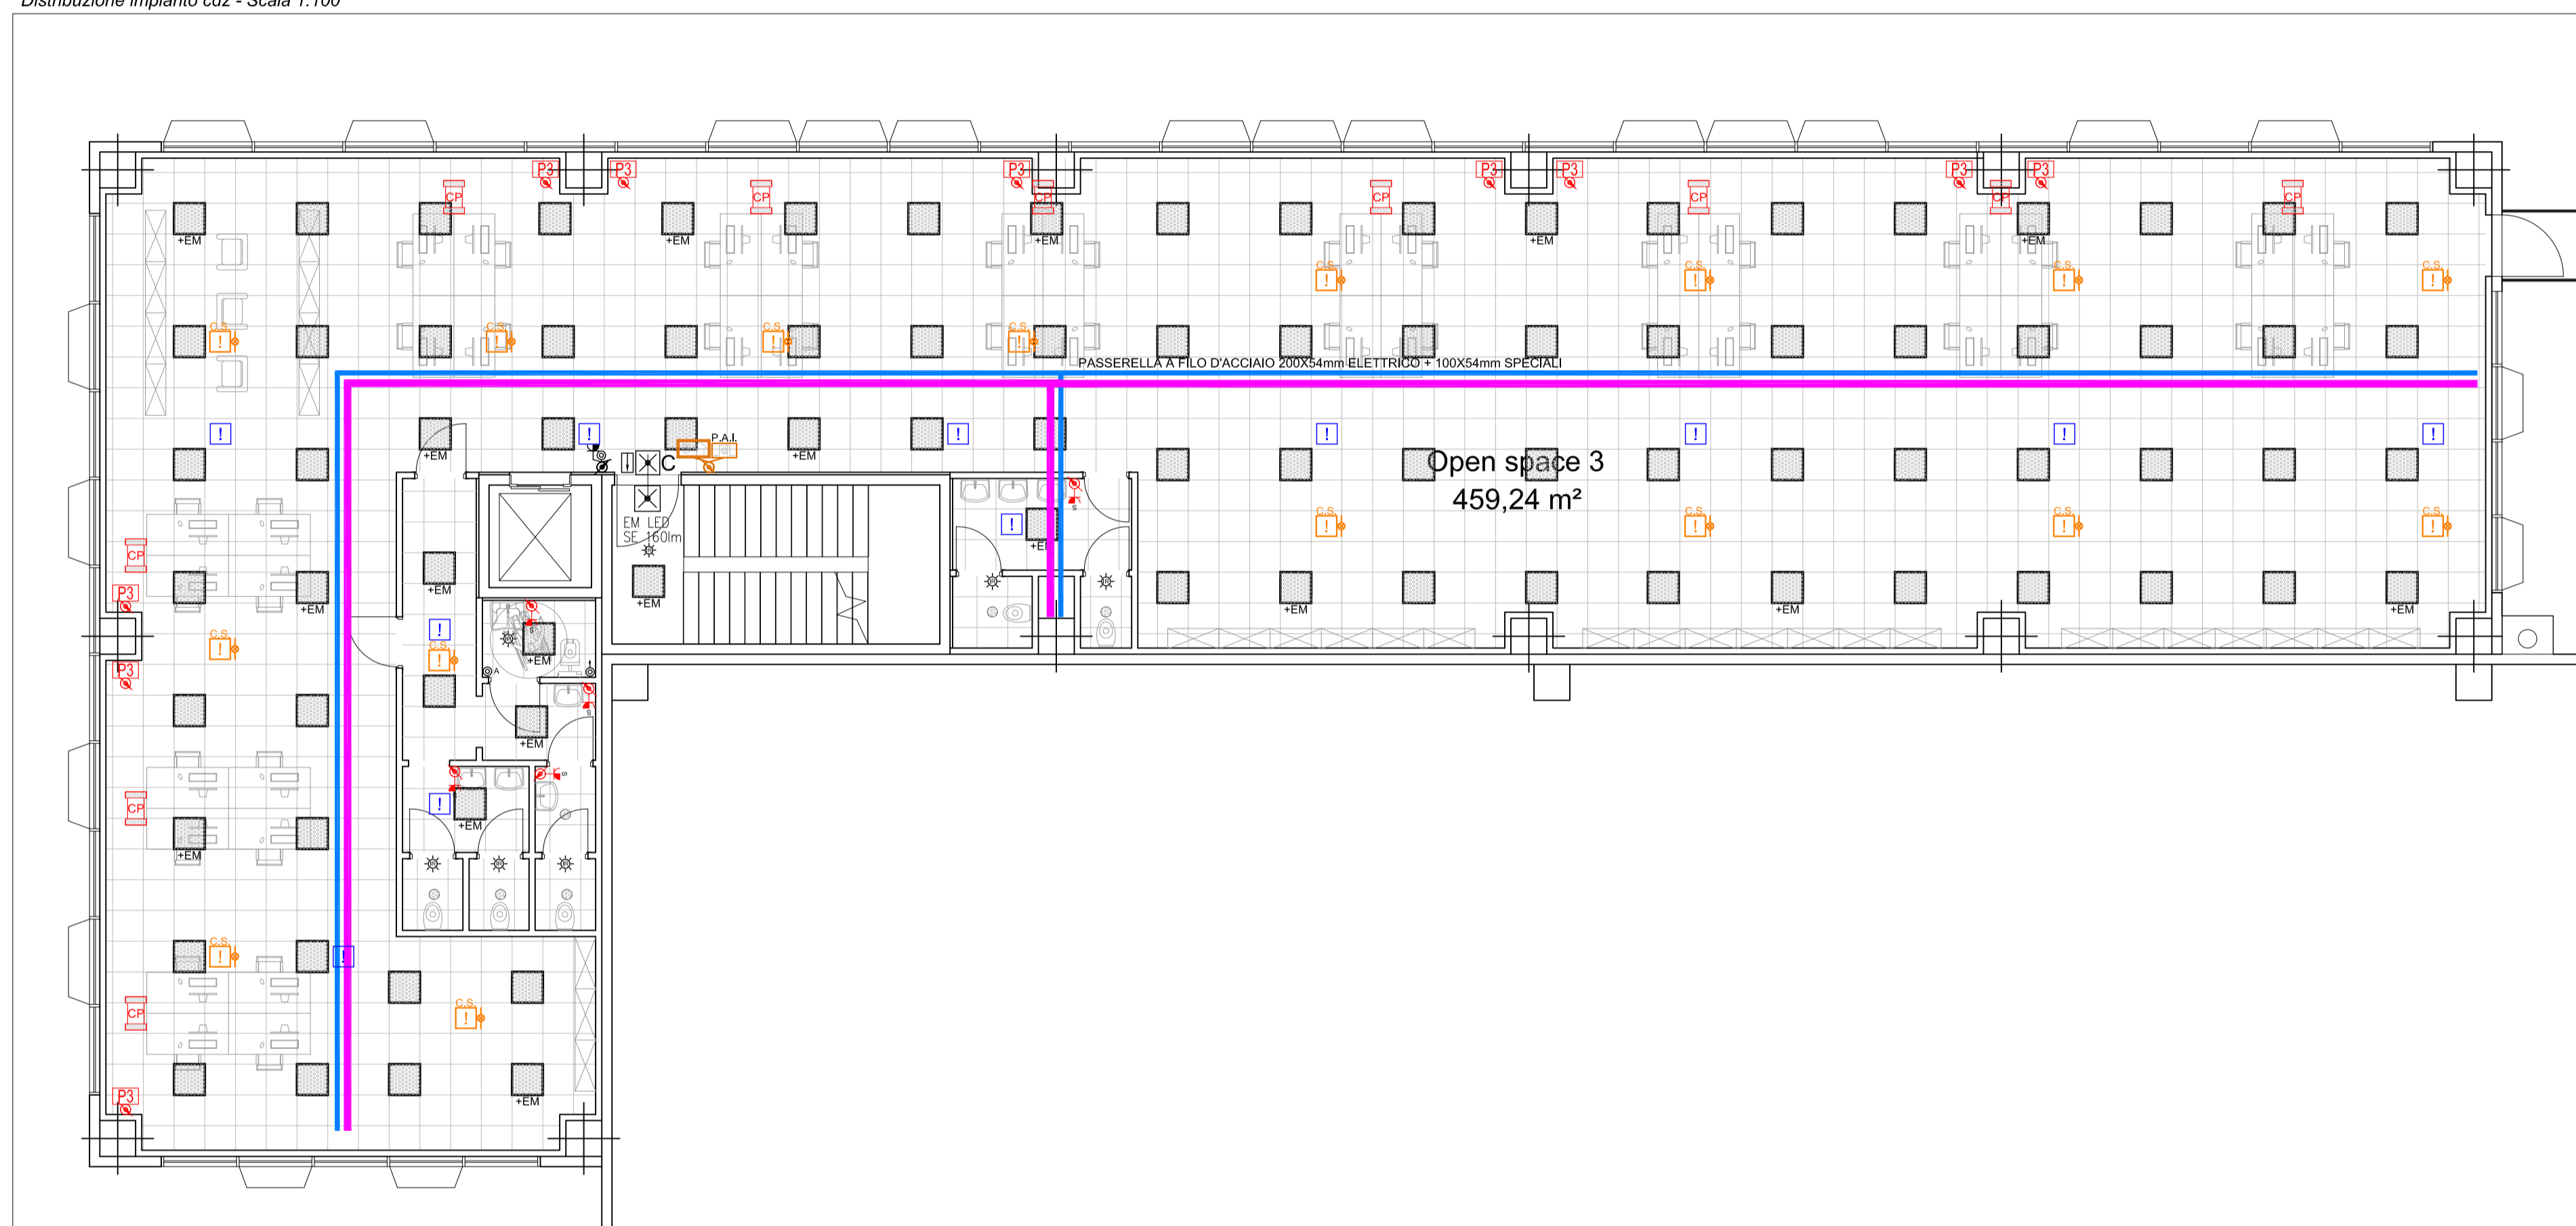 Distribuzione impianto cdz - Scala 1:100
P3 P3 P3 P3 P3 P3 P3
CP CP CP CP CP CP CP
+EM +EM +EM +EM +EM
C.S. C.S. C.S. C.S.
! ! ! !
C.S. C.S. C.S. C.S.
! ! ! !
PASSERELLA A FILO D'ACCIAIO 200X54mm ELETTRICO + 100X54mm SPECIALI
! ! ! ! ! ! !
P.A.I.
+EM +EM
C
Open space 3
459,24 m²
S
C.S. C.S. C.S. C.S.
! ! ! ! !
EM LED
SE 160lm
+EM
CP
+EM
P3
+EM
+EM +EM +EM +EM
S
!
C.S. C.S.
! !
+EM
P3
A
S
+EM
S
!
CP
+EM
+EM
C.S.
! !
C.S.
CP
!
P3
+EM